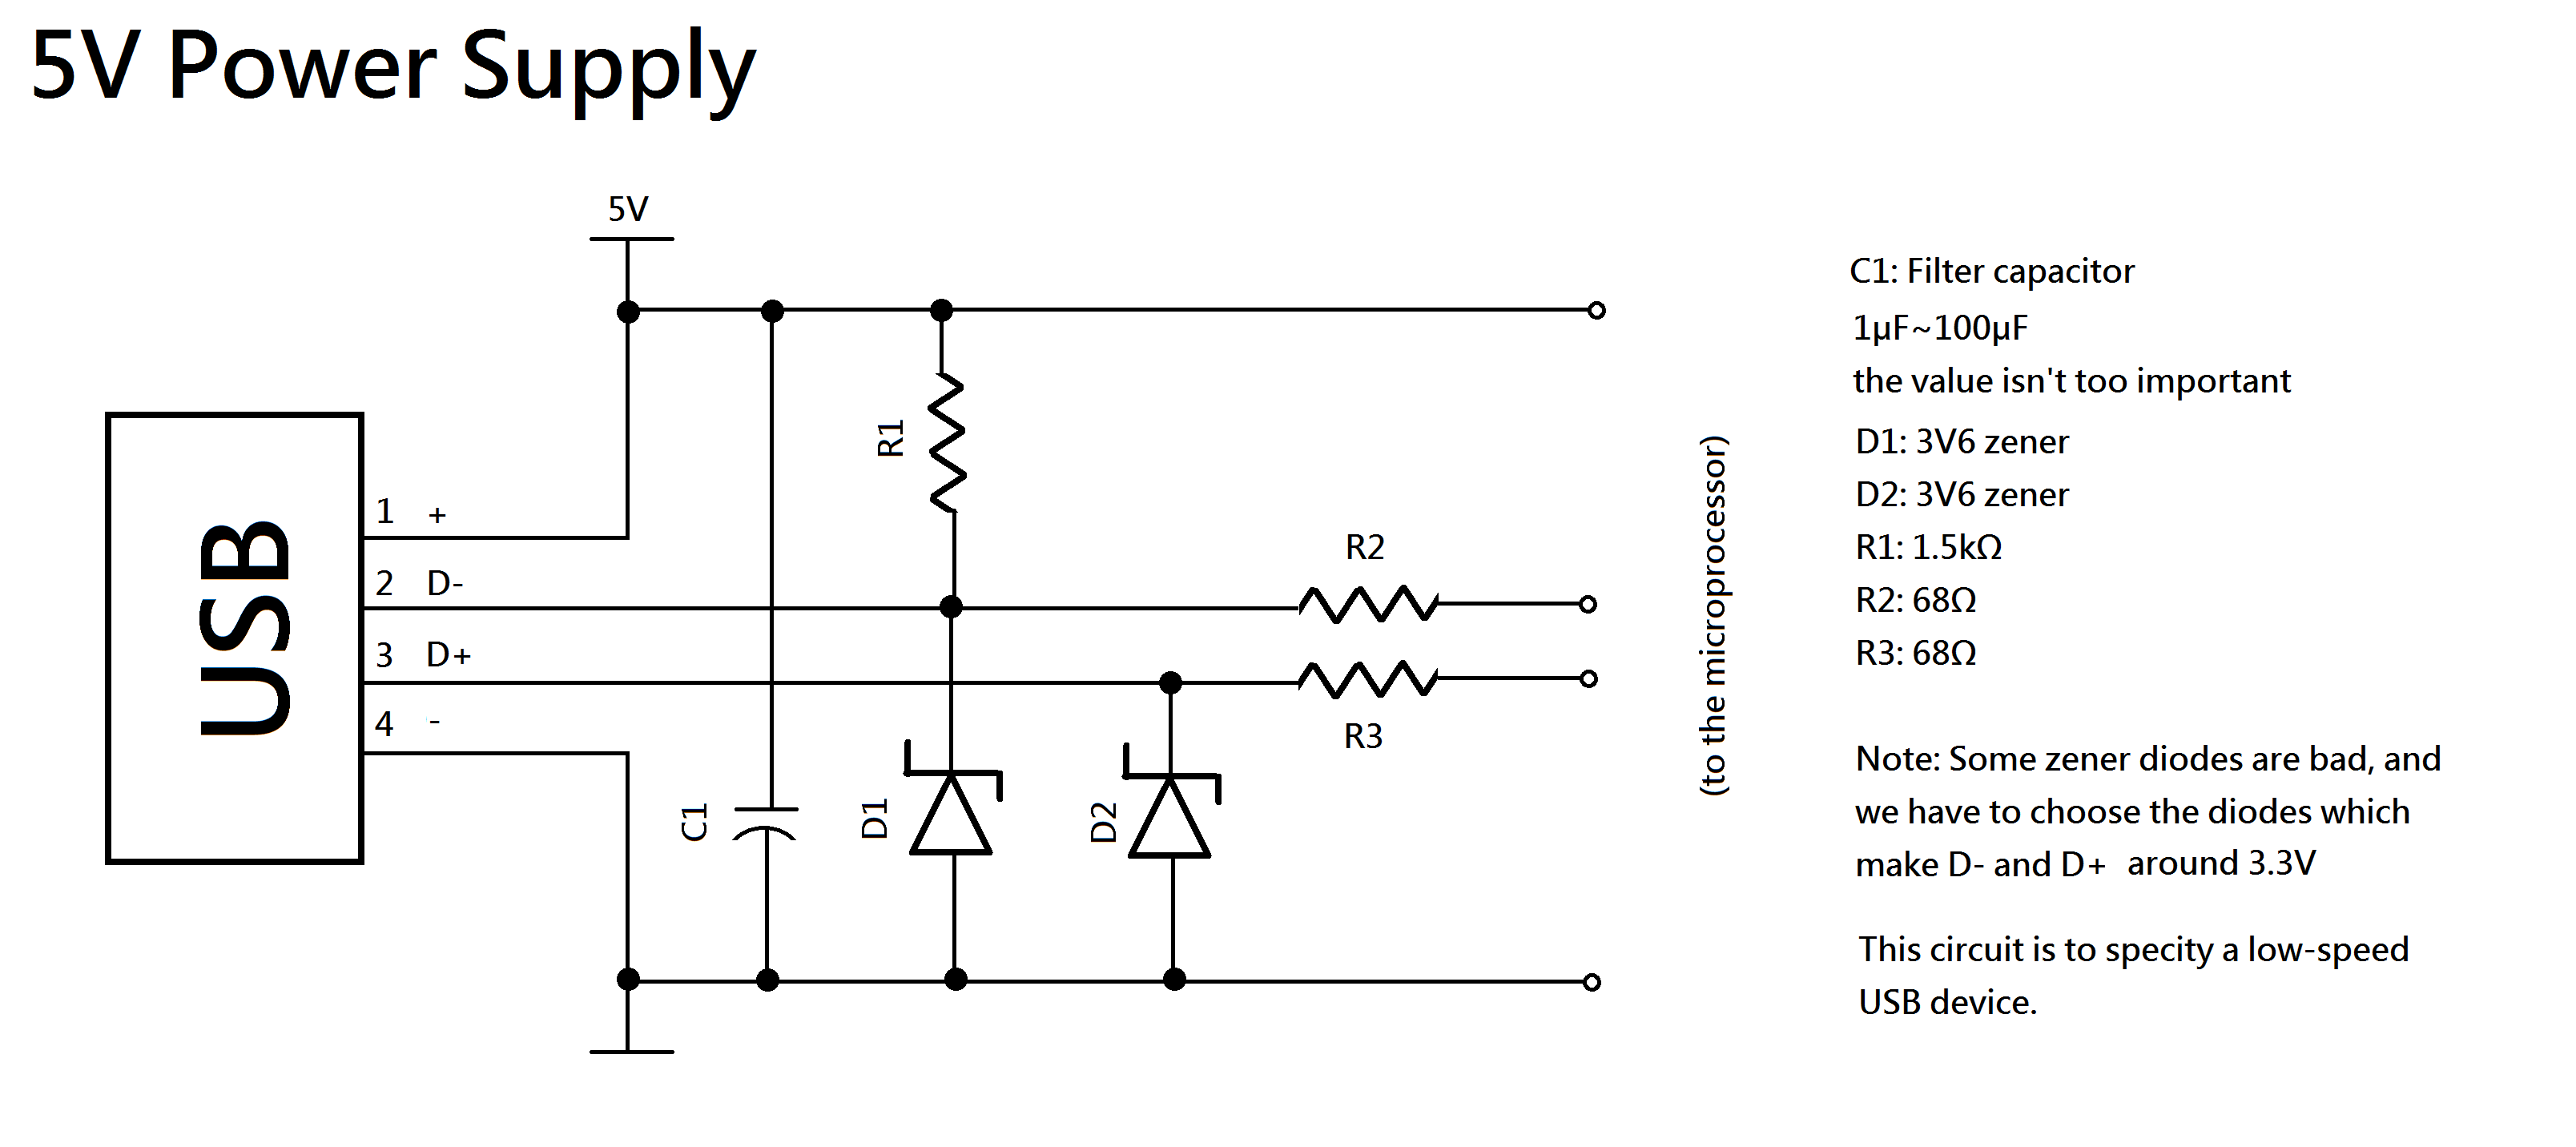 5V Power Supply
5V
USB
1 +
2 D-
3 D+
4 -
C1
R1
D1
D2
R2
R3
(to the microprocessor)
C1: Filter capacitor
1μF~100μF
the value isn't too important
D1: 3V6 zener
D2: 3V6 zener
R1: 1.5kΩ
R2: 68Ω
R3: 68Ω
Note: Some zener diodes are bad, and
we have to choose the diodes which
make D- and D+ around 3.3V
This circuit is to specity a low-speed
USB device.